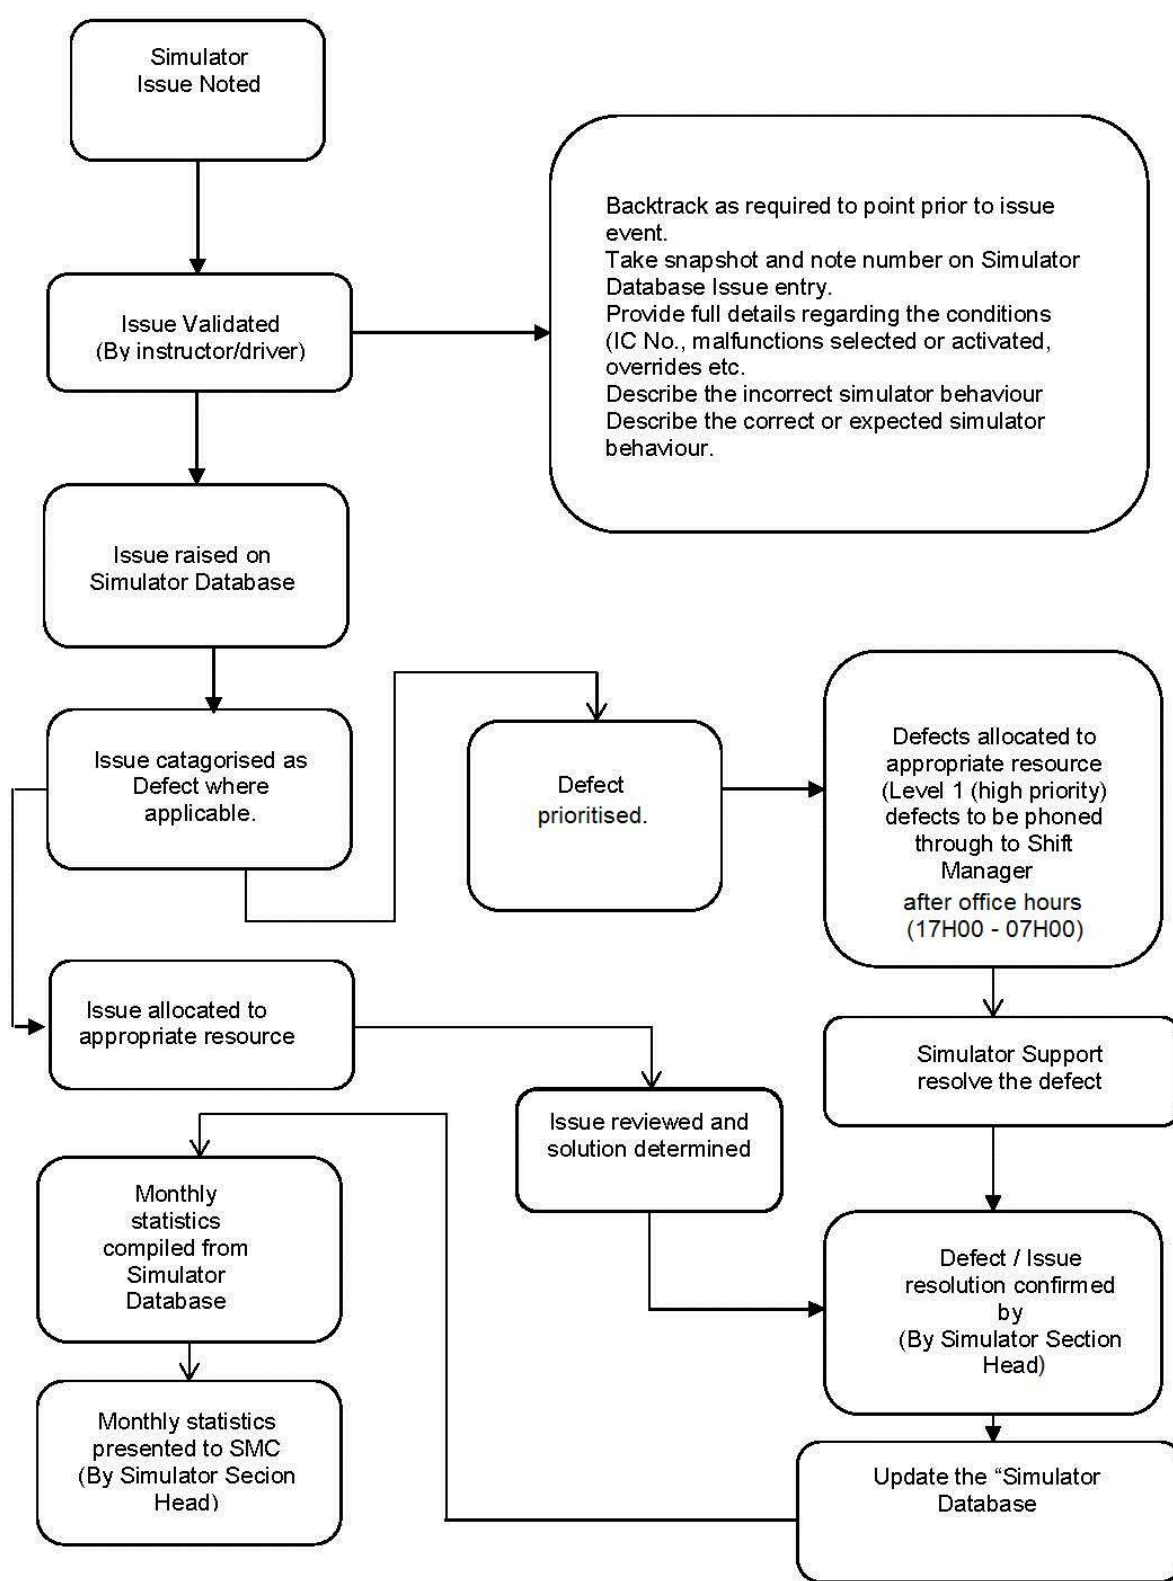 Simulator
Issue Noted
Backtrack as required to point prior to issue
event.
Take snapshot and note number on Simulator
Database Issue entry.
Provide full details regarding the conditions
(IC No., malfunctions selected or activated,
overrides etc.
Describe the incorrect simulator behaviour
Describe the correct or expected simulator
behaviour.
Issue Validated
(By instructor/driver)
Issue raised on
Simulator Database
Issue catagorised as
Defect where
applicable.
Defect
prioritised.
Defects allocated to
appropriate resource
(Level 1 (high priority)
defects to be phoned
through to Shift
Manager
after office hours
(17H00 - 07H00)
Issue allocated to
appropriate resource
Simulator Support
resolve the defect
Issue reviewed and
solution determined
Monthly
statistics
compiled from
Simulator
Database
Defect / Issue
resolution confirmed
by
(By Simulator Section
Head)
Monthly statistics
presented to SMC
(By Simulator Secion
Head)
Update the “Simulator
Database